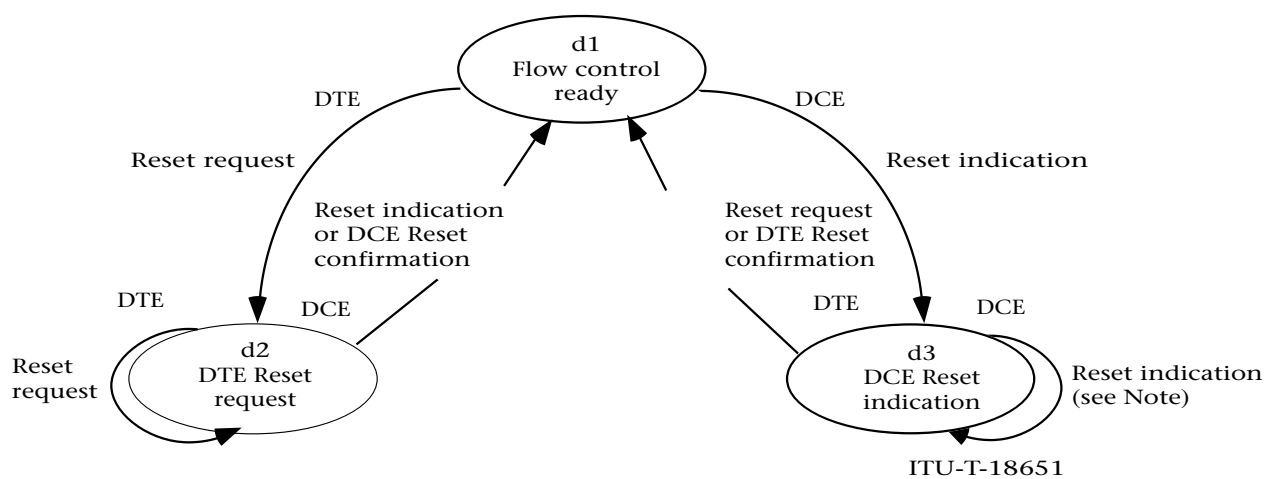 d1
Flow control
ready
DTE
DCE
Reset request
Reset indication
Reset indication
or DCE Reset
confirmation
Reset request
or DTE Reset
confirmation
DTE
DCE
DTE
DCE
d2
DTE Reset
request
Reset
request
d3
DCE Reset
indication
Reset indication
(see Note)
ITU-T-18651